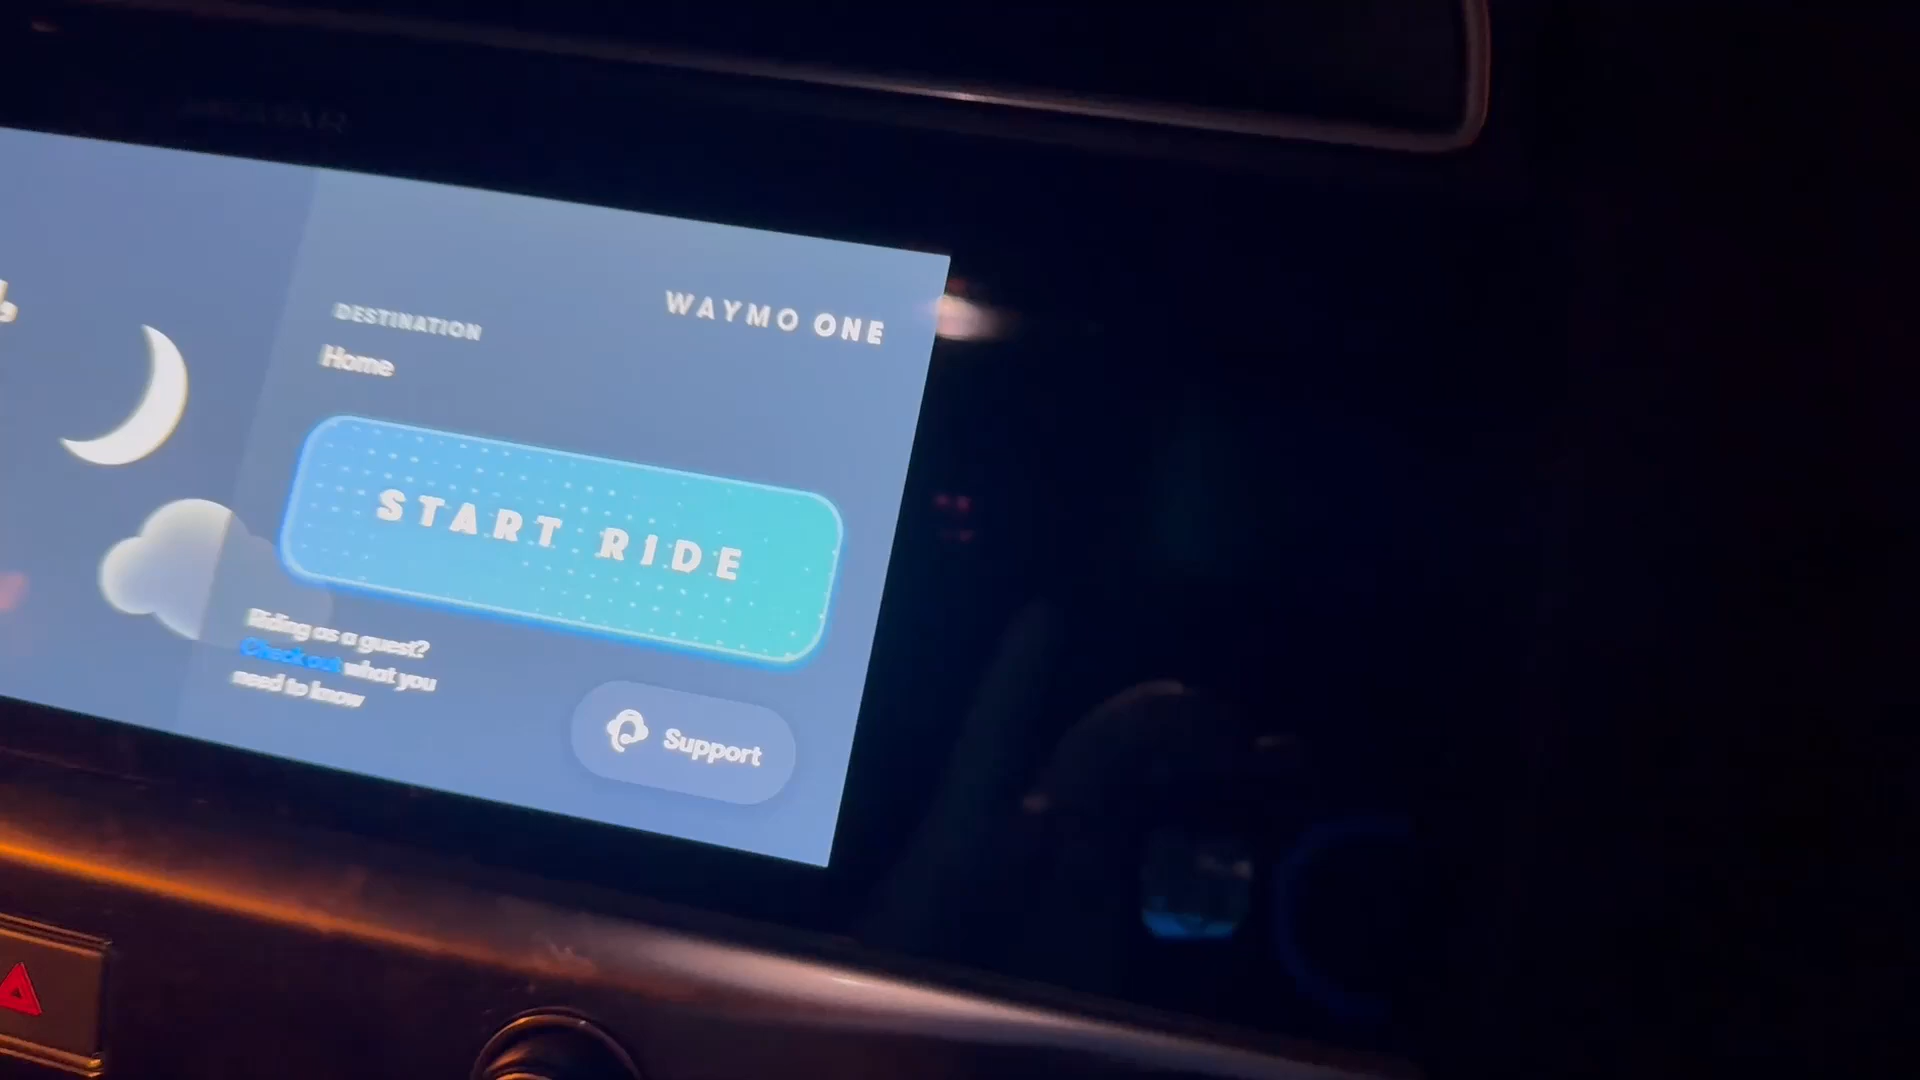 WAYMO ONE
DESTINATION
Home
START RIDE
Riding as a guest?
Check out what you
need to know
Support